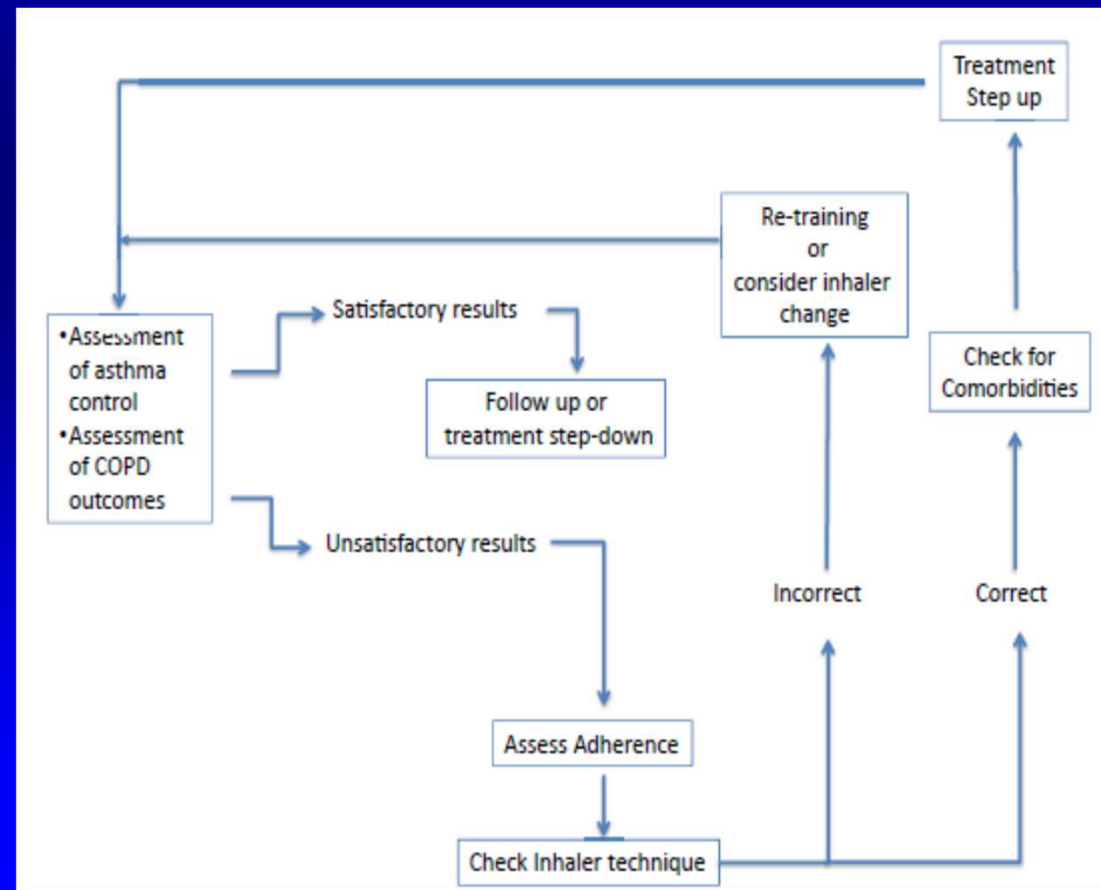 Treatment
Step up
Re-training
or
consider inhaler
change
•Assessment
of asthma
control
•Assessment
of COPD
outcomes
Satisfactory results
Follow up or
treatment step-down
Check for
Comorbidities
Unsatisfactory results
Incorrect
Correct
Assess Adherence
Check Inhaler technique